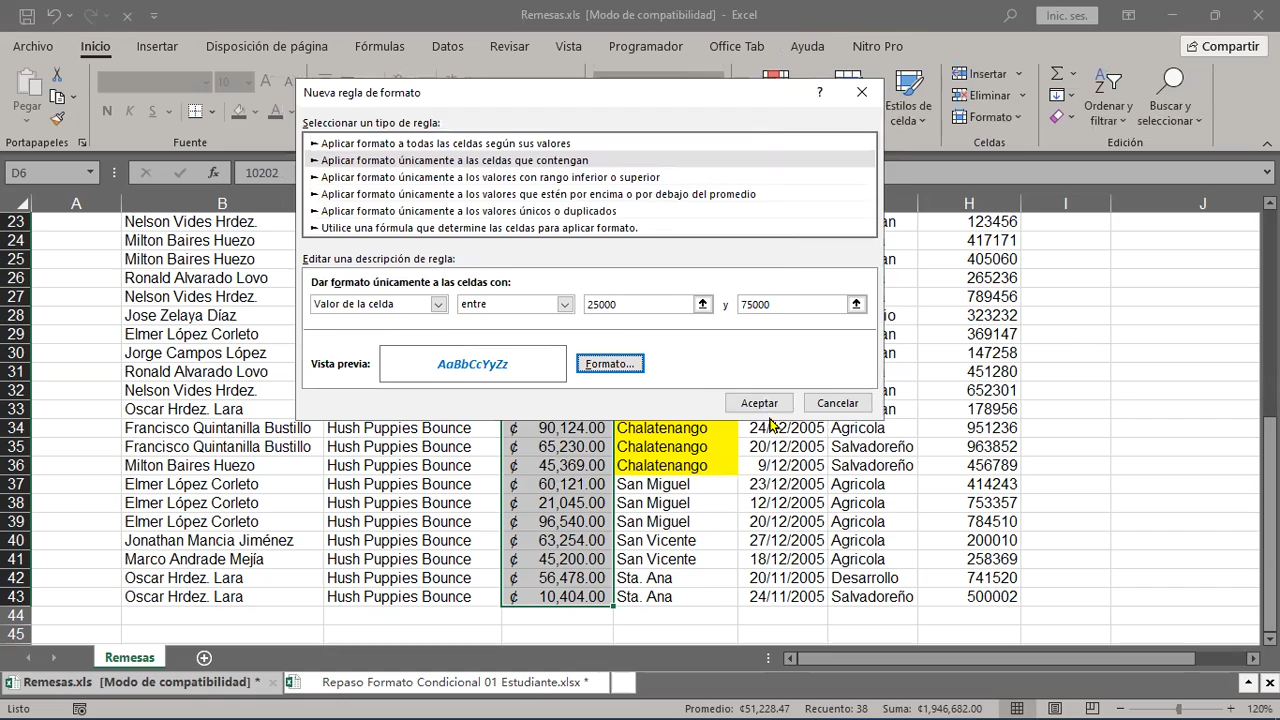 Remesas.xls [Modo de compatibilidad] - Excel
Inic. ses.
Archivo Inicio Insertar Disposición de página Fórmulas Datos Revisar Vista Programador Office Tab Ayuda Nitro Pro Compartir
Pegar
N K S
10
Estilos de celda
Insertar
Eliminar
Formato
Ordenar y filtrar
Buscar y seleccionar
Portapapeles Celdas Edición
D6 fx 10202
Nueva regla de formato ?
Seleccionar un tipo de regla:
► Aplicar formato a todas las celdas según sus valores
► Aplicar formato únicamente a las celdas que contengan
► Aplicar formato únicamente a los valores con rango inferior o superior
► Aplicar formato únicamente a los valores que estén por encima o por debajo del promedio
► Aplicar formato únicamente a los valores únicos o duplicados
► Utilice una fórmula que determine las celdas para aplicar formato.
Editar una descripción de regla:
Dar formato únicamente a las celdas con:
Valor de la celda entre 25000 y 75000
Vista previa: AaBbCcYyZz Formato...
Aceptar Cancelar
A B H I J
23 Nelson Vides Hrdez. 123456
24 Milton Baires Huezo 417171
25 Milton Baires Huezo 405060
26 Ronald Alvarado Lovo 265236
27 Nelson Vides Hrdez. 789456
28 Jose Zelaya Diaz 323232
29 Elmer López Corleto 369147
30 Jorge Campos López 147258
31 Ronald Alvarado Lovo 451280
32 Nelson Vides Hrdez. 652301
33 Oscar Hrdez. Lara 178956
34 Francisco Quintanilla Bustillo Hush Puppies Bounce ₡ 90,124.00 Chalatenango 24/12/2005 Agricola 951236
35 Francisco Quintanilla Bustillo Hush Puppies Bounce ₡ 65,230.00 Chalatenango 20/12/2005 Salvadoreño 963852
36 Milton Baires Huezo Hush Puppies Bounce ₡ 45,369.00 Chalatenango 9/12/2005 Salvadoreño 456789
37 Elmer López Corleto Hush Puppies Bounce ₡ 60,121.00 San Miguel 23/12/2005 Agricola 414243
38 Elmer López Corleto Hush Puppies Bounce ₡ 21,045.00 San Miguel 12/12/2005 Agricola 753357
39 Elmer López Corleto Hush Puppies Bounce ₡ 96,540.00 San Miguel 20/12/2005 Agricola 784510
40 Jonathan Mancia Jiménez Hush Puppies Bounce ₡ 63,254.00 San Vicente 27/12/2005 Agricola 200010
41 Marco Andrade Mejía Hush Puppies Bounce ₡ 45,200.00 San Vicente 18/12/2005 Agricola 258369
42 Oscar Hrdez. Lara Hush Puppies Bounce ₡ 56,478.00 Sta. Ana 20/11/2005 Desarrollo 741520
43 Oscar Hrdez. Lara Hush Puppies Bounce ₡ 10,404.00 Sta. Ana 24/11/2005 Salvadoreño 500002
44
45
Remesas
Remesas.xls [Modo de compatibilidad] * Repaso Formato Condicional 01 Estudiante.xlsx *
Listo Promedio: ₡51,228.47 Recuento: 38 Suma: ₡1,946,682.00 120%